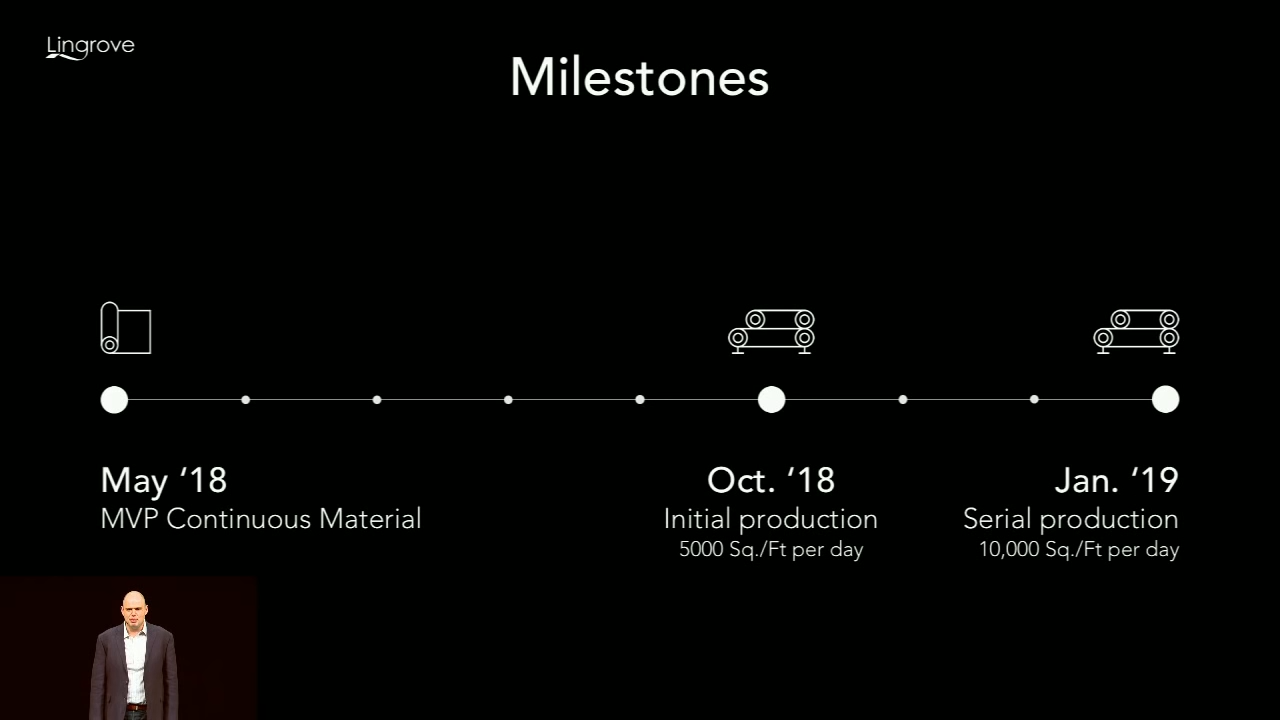 Lingrove
Milestones
May ‘18
MVP Continuous Material
Oct. ‘18
Initial production
5000 Sq./Ft per day
Jan. ‘19
Serial production
10,000 Sq./Ft per day